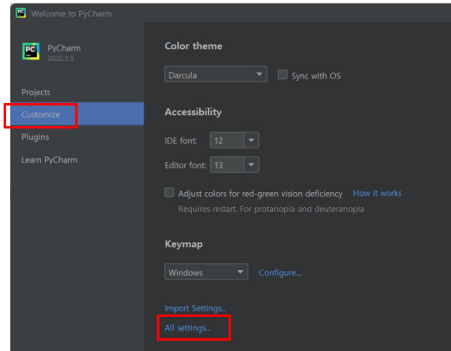 Welcome to PyCharm
PyCharm
2020.3.5
Projects
Customize
Plugins
Learn PyCharm
Color theme
Darcula
Sync with OS
Accessibility
IDE font: 12
Editor font: 13
Adjust colors for red-green vision deficiency How it works
Requires restart. For protanopia and deuteranopia
Keymap
Windows Configure...
Import Settings...
All settings...